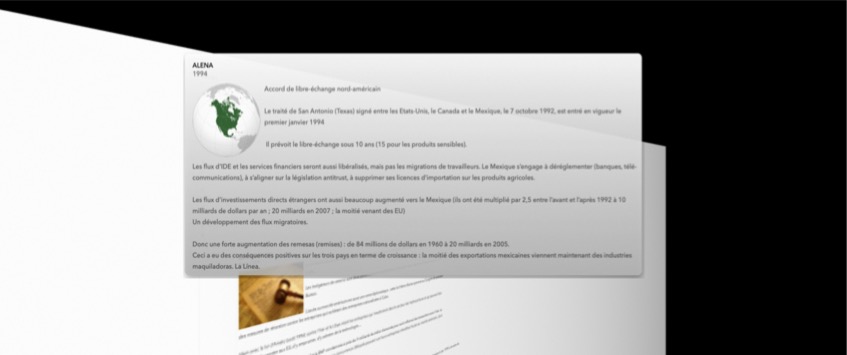 ALENA
1994
Accord de libre-échange nord-américain
Le traité de San Antonio (Texas) signé entre les Etats-Unis, le Canada et le Mexique, le 7 octobre 1992, est entré en vigueur le
premier janvier 1994
Il prévoit le libre-échange sous 10 ans (15 pour les produits sensibles).
Les flux d'IDE et les services financiers seront aussi libéralisés, mais pas les migrations de travailleurs. Le Mexique s'engage à déréglementer (banques, télé-
communications), à s'aligner sur la législation antitrust, à supprimer ses licences d'importation sur les produits agricoles.
Les flux d'investissements directs étrangers ont aussi beaucoup augmenté vers le Mexique (ils ont été multiplié par 2,5 entre l'avant et l'après 1992 à 10
milliards de dollars par an ; 20 milliards en 2007 ; la moitié venant des EU)
Un développement des flux migratoires.
Donc une forte augmentation des remesas (remises) : de 84 millions de dollars en 1960 à 20 milliards en 2005.
Ceci a eu des conséquences positives sur les trois pays en terme de croissance : la moitié des exportations mexicaines viennent maintenant des industries
maquiladoras. La Linea.